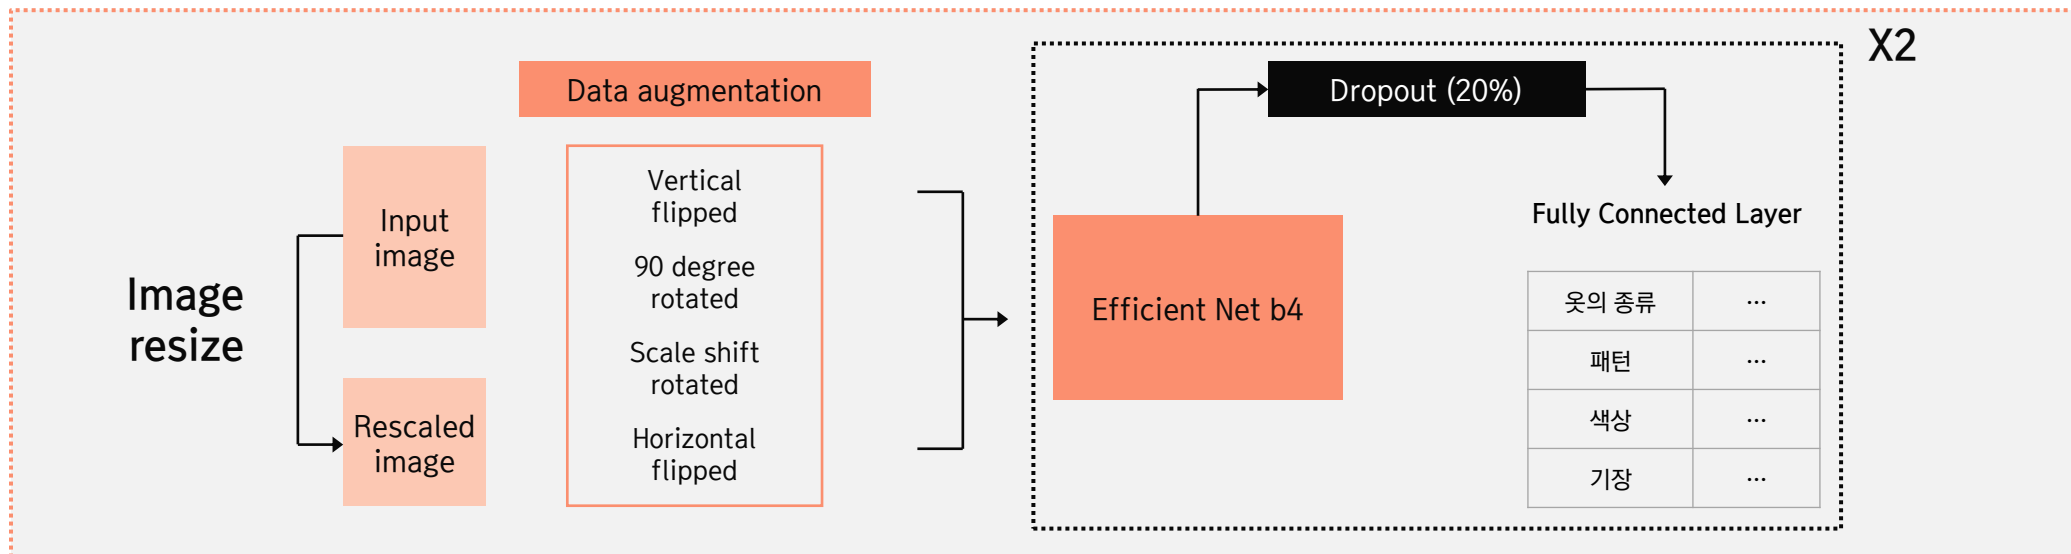 Image
resize
Input
image
Rescaled
image
Data augmentation
Vertical
flipped
90 degree
rotated
Scale shift
rotated
Horizontal
flipped
Efficient Net b4
Dropout (20%)
X2
Fully Connected Layer
옷의 종류 ...
패턴 ...
색상 ...
기장 ...